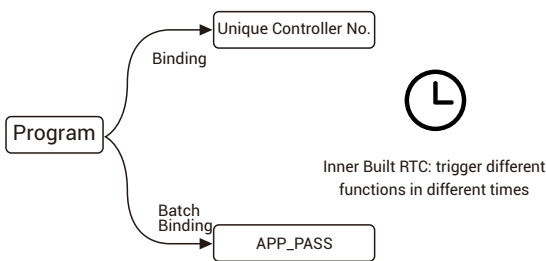 Unique Controller No.
Binding
Program
Inner Built RTC: trigger different
functions in different times
Batch
Binding
APP_PASS